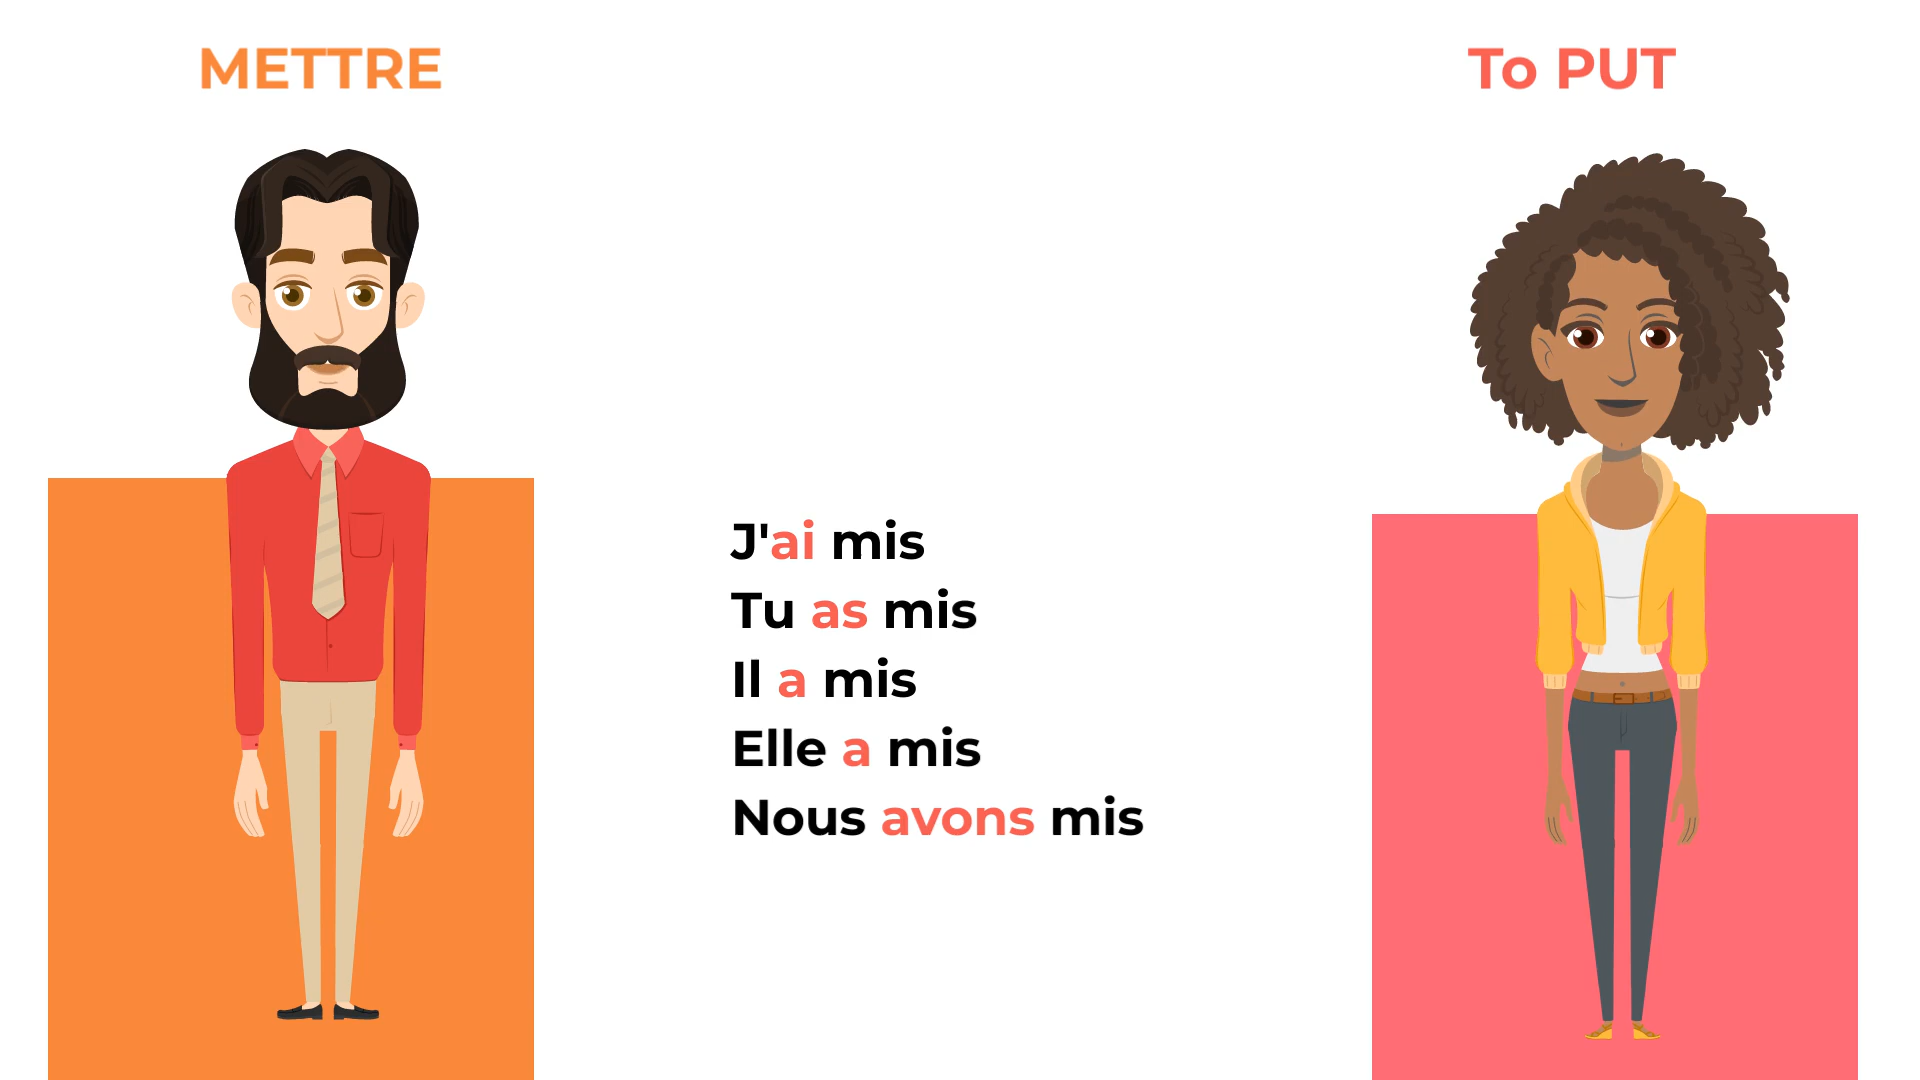 METTRE
To PUT
J'ai mis
Tu as mis
Il a mis
Elle a mis
Nous avons mis